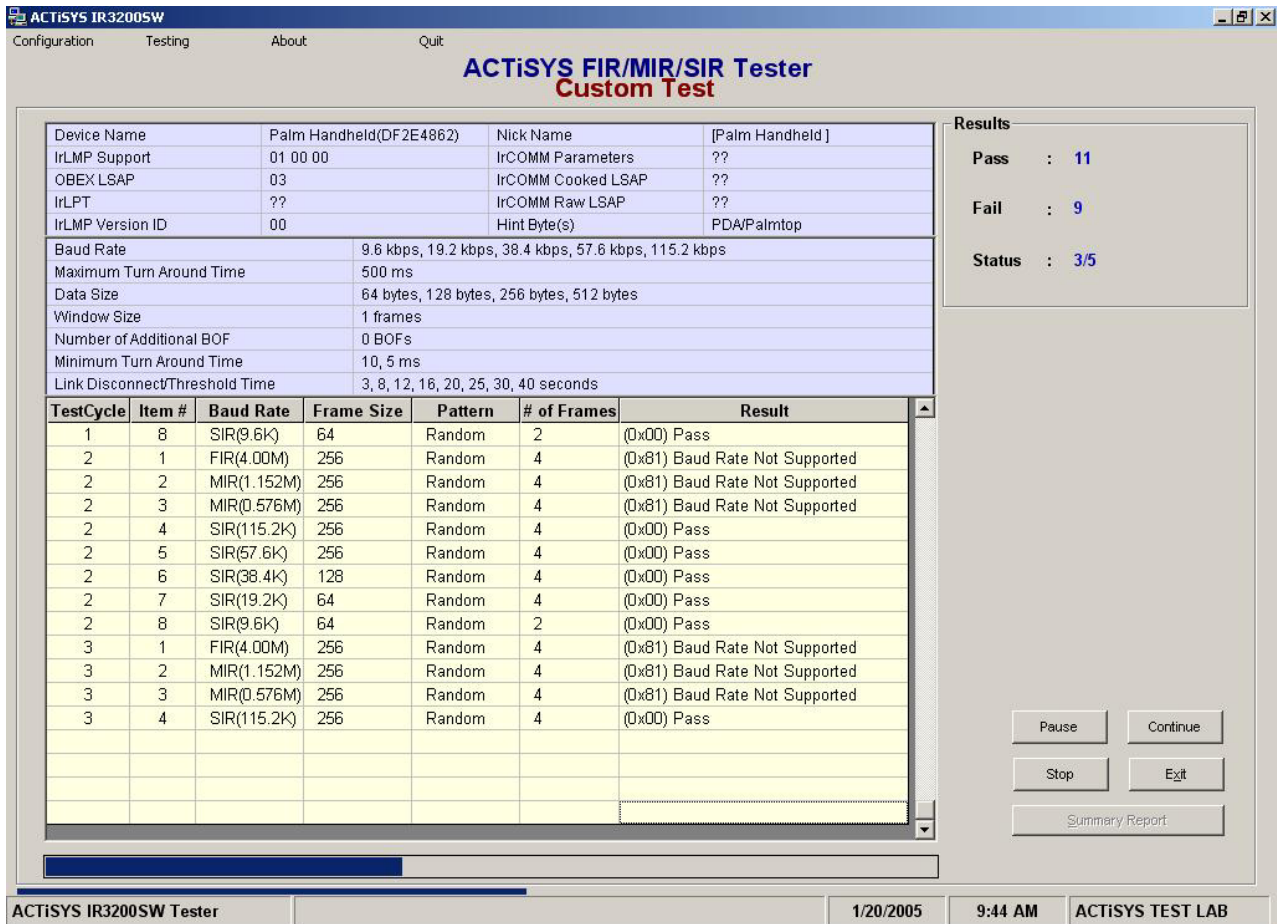 ACTiSYS IR3200SW
Configuration Testing About Quit
ACTiSYS FIR/MIR/SIR Tester
Custom Test
Device Name Palm Handheld(DF2E4862) Nick Name [Palm Handheld ]
IrLMP Support 01 00 00 IrCOMM Parameters ??
OBEX LSAP 03 IrCOMM Cooked LSAP ??
IrLPT ?? IrCOMM Raw LSAP ??
IrLMP Version ID 00 Hint Byte(s) PDA/Palmtop
Baud Rate 9.6 kbps, 19.2 kbps, 38.4 kbps, 57.6 kbps, 115.2 kbps
Maximum Turn Around Time 500 ms
Data Size 64 bytes, 128 bytes, 256 bytes, 512 bytes
Window Size 1 frames
Number of Additional BOF 0 BOFs
Minimum Turn Around Time 10, 5 ms
Link Disconnect/Threshold Time 3, 8, 12, 16, 20, 25, 30, 40 seconds
TestCycle Item # Baud Rate Frame Size Pattern # of Frames Result
1 8 SIR(9.6K) 64 Random 2 (0x00) Pass
2 1 FIR(4.00M) 256 Random 4 (0x81) Baud Rate Not Supported
2 2 MIR(1.152M) 256 Random 4 (0x81) Baud Rate Not Supported
2 3 MIR(0.576M) 256 Random 4 (0x81) Baud Rate Not Supported
2 4 SIR(115.2K) 256 Random 4 (0x00) Pass
2 5 SIR(57.6K) 256 Random 4 (0x00) Pass
2 6 SIR(38.4K) 128 Random 4 (0x00) Pass
2 7 SIR(19.2K) 64 Random 4 (0x00) Pass
2 8 SIR(9.6K) 64 Random 2 (0x00) Pass
3 1 FIR(4.00M) 256 Random 4 (0x81) Baud Rate Not Supported
3 2 MIR(1.152M) 256 Random 4 (0x81) Baud Rate Not Supported
3 3 MIR(0.576M) 256 Random 4 (0x81) Baud Rate Not Supported
3 4 SIR(115.2K) 256 Random 4 (0x00) Pass
Results
Pass : 11
Fail : 9
Status : 3/5
Pause Continue
Stop Exit
Summary Report
ACTiSYS IR3200SW Tester 1/20/2005 9:44 AM ACTiSYS TEST LAB